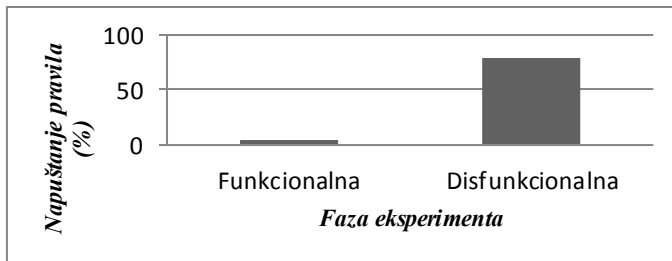 Napuštanje pravila
(%)
100
50
0
Funkcionalna
Disfunkcionalna
Faza eksperimenta